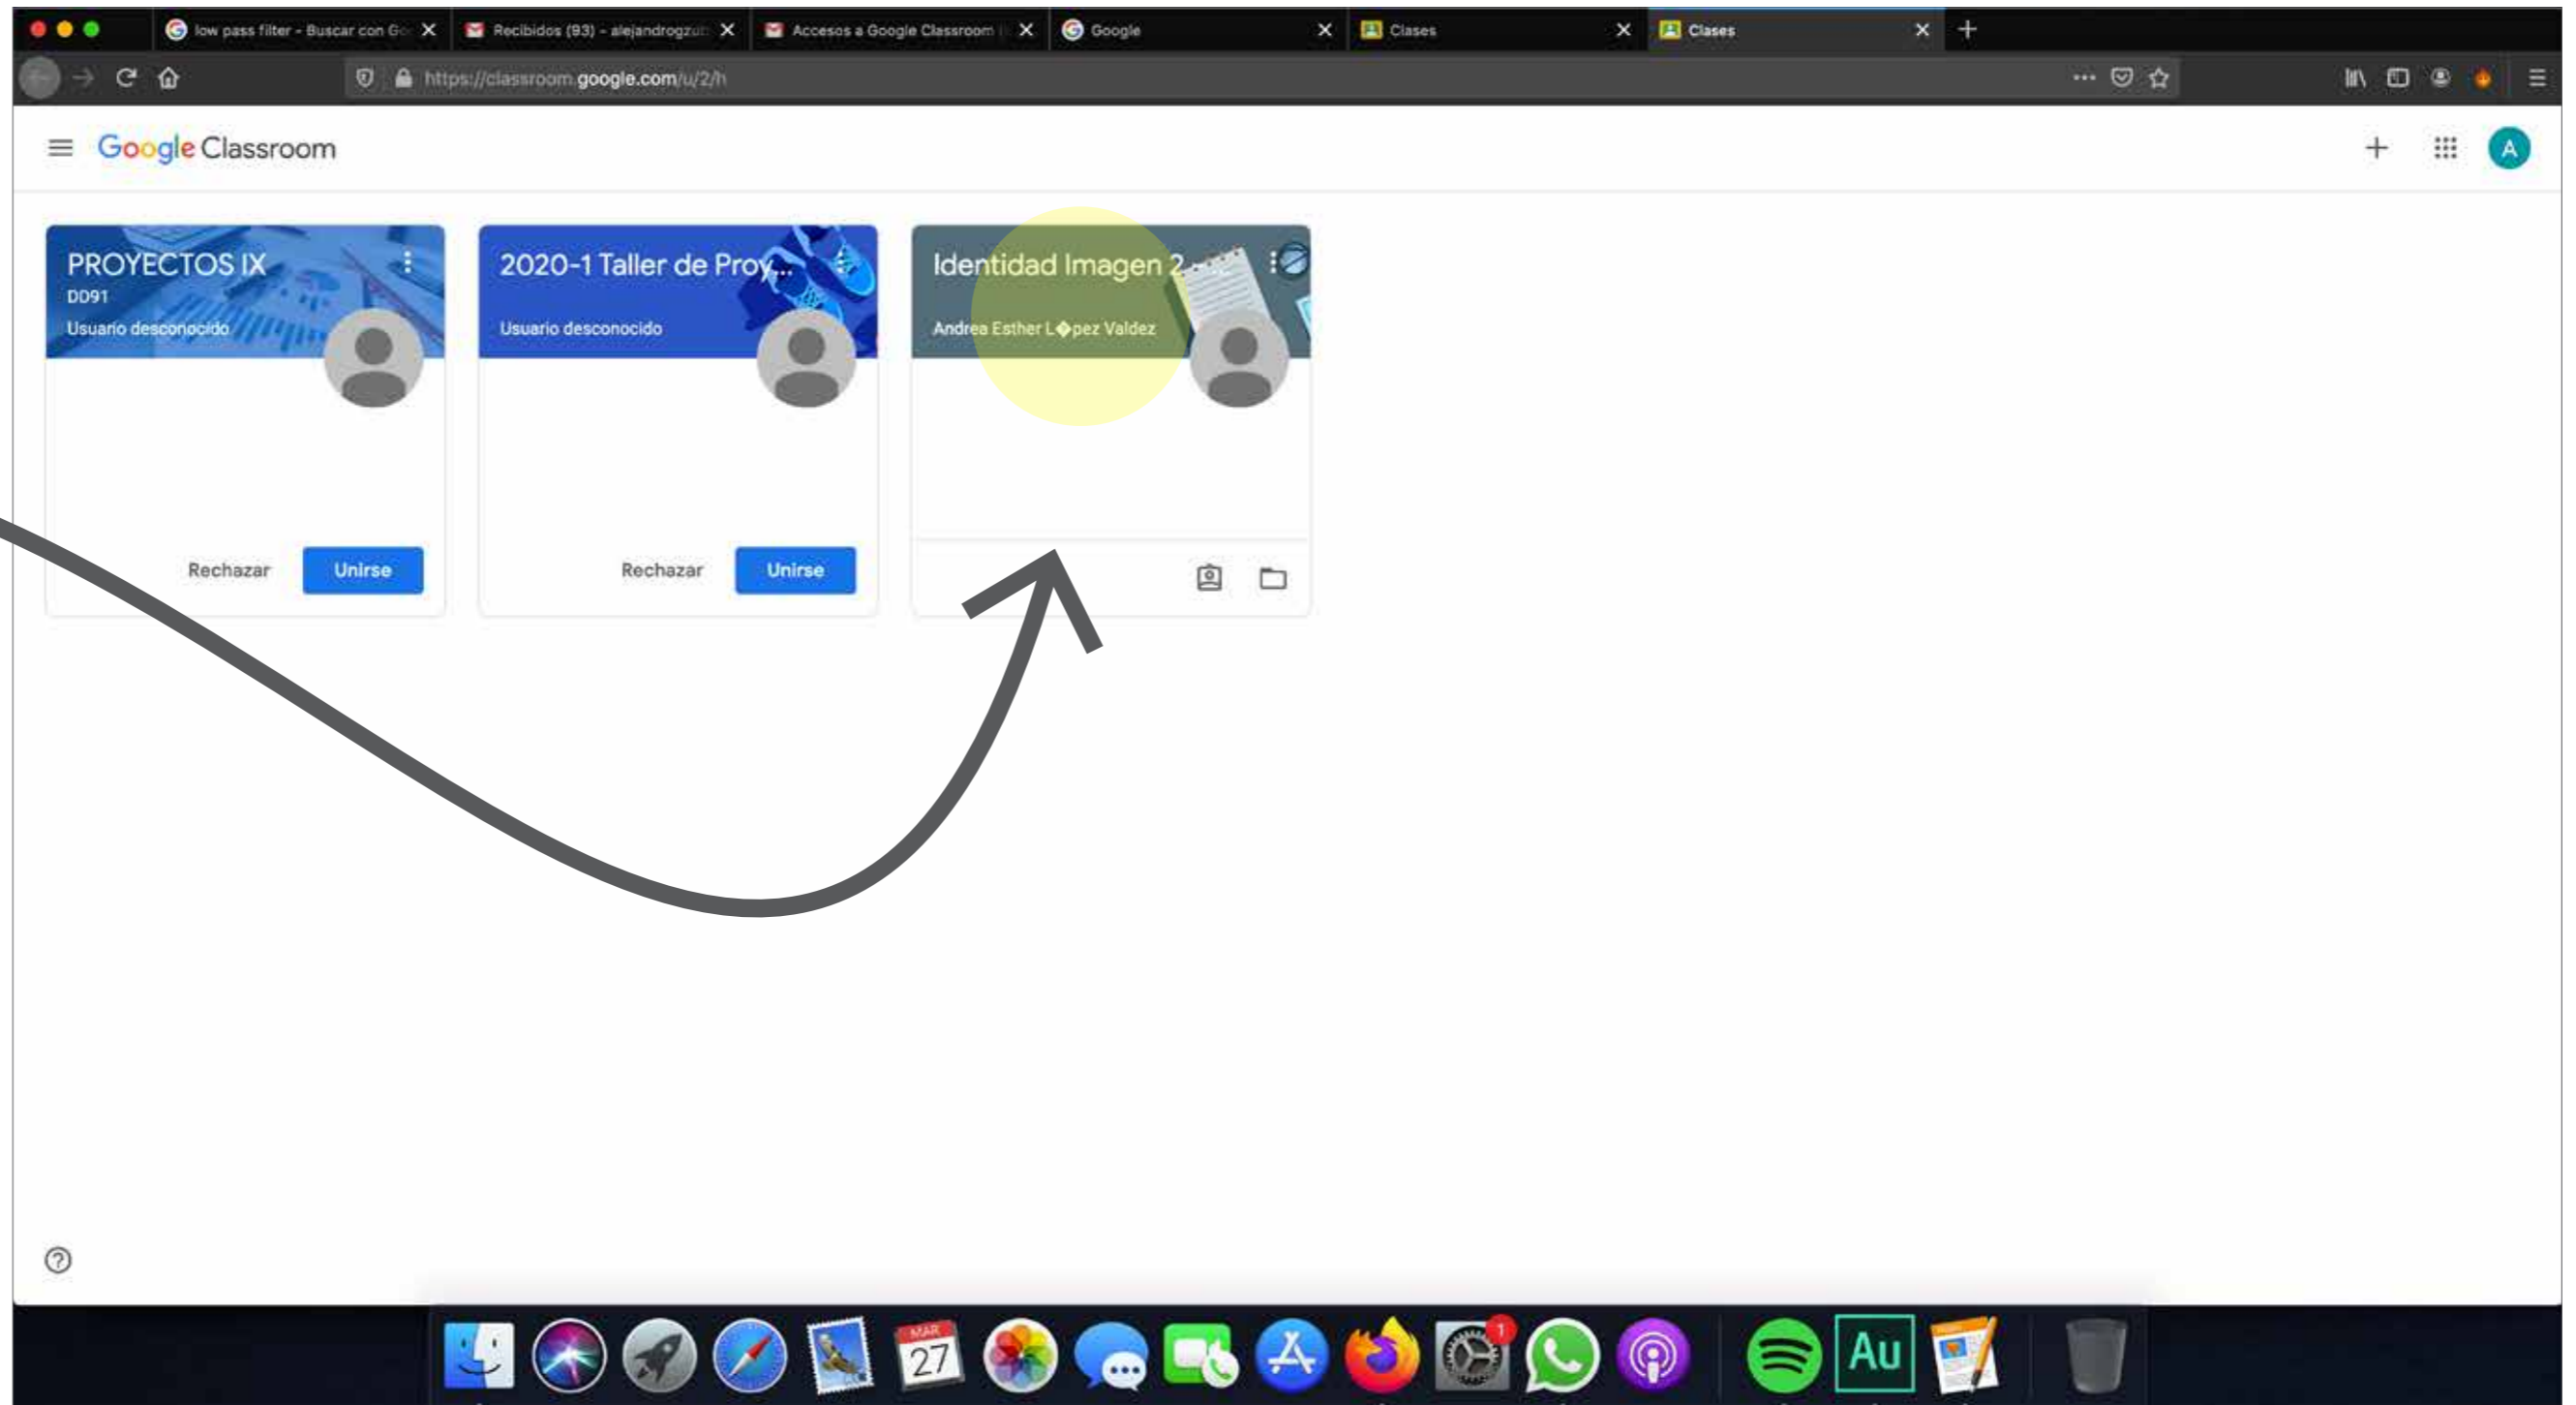 low pass filter - Buscar con Go
Recibidos (93) - alejandrogzu
Accesos a Google Classroom
Google
Clases
Clases
https://classroom.google.com/u/2/h
Google Classroom
A
PROYECTOS IX
DD91
Usuario desconocido
Rechazar
Unirse
2020-1 Taller de Proy...
Usuario desconocido
Rechazar
Unirse
Identidad Imagen 2 - ...
Andrea Esther L�pez Valdez
MAR
27
1
Au